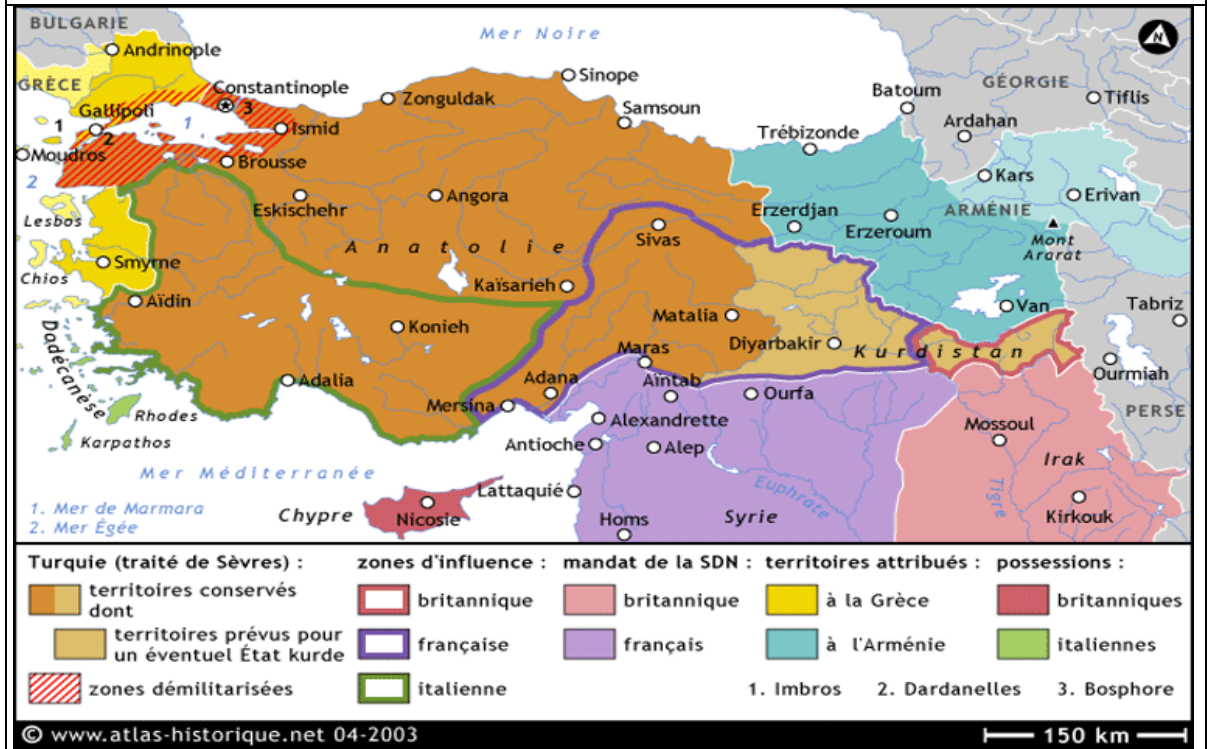 BULGARIE
Mer Noire
N
Andrinople
GRÈCE
Constantinople
3
Sinope
Zonguldak
GÉORGIE
Batoum
Tiflis
Gallipoli
1
2
1
Ismid
Samsoun
Ardahan
Trébizonde
Moudros
Brousse
Kars
2
Eskischehr
Angora
Erzerdjan
ARMÉNIE
Erivan
Lesbos
Erzeroum
Mont
Ararat
Anatolie
Sivas
Smyrne
Chios
Kaïsarieh
Aïdin
Van
Tabriz
Konieh
Matalia
Diyarbakir
Kurdistan
Dodécanèse
Maras
Ourmiah
Adalia
Adana
Aïntab
Ourfa
Rhodes
Mersina
PERSE
Karpathos
Alexandrette
Mossoul
Antioche
Alep
Irak
Mer Méditerranée
Euphrate
Tigre
Lattaquié
1. Mer de Marmara
2. Mer Égée
Chypre
Nicosie
Homs
Syrie
Kirkouk
Turquie (traité de Sèvres) :
territoires conservés
dont
territoires prévus pour
un éventuel État kurde
zones démilitarisées
zones d'influence :
britannique
française
italienne
mandat de la SDN :
britannique
français
territoires attribués :
à la Grèce
à l'Arménie
possessions :
britanniques
italiennes
1. Imbros 2. Dardanelles 3. Bosphore
© www.atlas-historique.net 04-2003
150 km